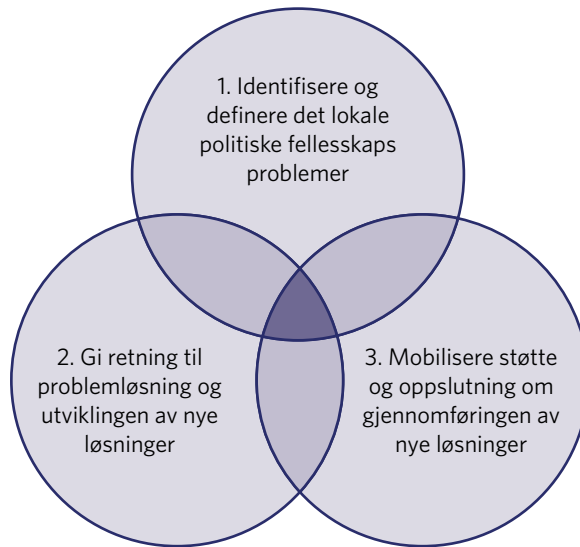 1. Identifisere og
definere det lokale
politiske fellesskaps
problemer
2. Gi retning til
problemløsning og
utviklingen av nye
løsninger
3. Mobilisere støtte
og oppslutning om
gjennomføringen av
nye løsninger